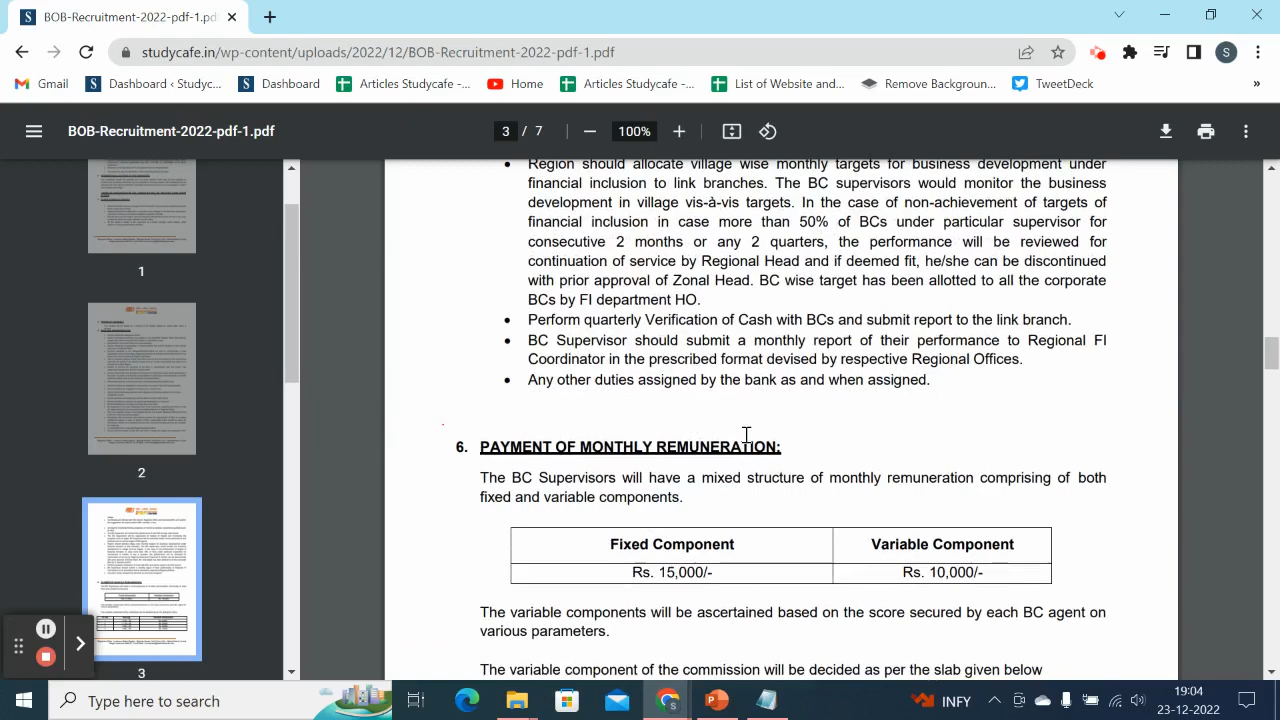 BOB-Recruitment-2022-pdf-1.pdf
studycafe.in/wp-content/uploads/2022/12/BOB-Recruitment-2022-pdf-1.pdf
S
Gmail
Dashboard ‹ Studyc...
Dashboard
Articles Studycafe -...
Home
Articles Studycafe -...
List of Website and...
Remove Backgroun...
TweetDeck
»
BOB-Recruitment-2022-pdf-1.pdf
3 / 7
100%
allocate village wise monthly targets for business development under
financial inclusion to link branches. The BC supervisors would monitor the business
development in village vis-à-vis targets. In the case of non-achievement of targets of
financial inclusion in case more than 50% of BCs under particular supervisor for
consecutive 2 months or any 2 quarters, the performance will be reviewed for
continuation of service by Regional Head and if deemed fit, he/she can be discontinued
with prior approval of Zonal Head. BC wise target has been allotted to all the corporate
BCs by FI department HO.
• Perform quarterly Verification of Cash with BCs and submit report to the link branch.
• BC Supervisor should submit a monthly report of their performance to Regional FI
Coordinator in the prescribed format devised by respective Regional Offices.
• Any other duties assigned by the bank as and when assigned.
6. PAYMENT OF MONTHLY REMUNERATION:
The BC Supervisors will have a mixed structure of monthly remuneration comprising of both
fixed and variable components.
Fixed Component Variable Component
Rs. 15,000/- Rs. 10,000/-
The variable components will be ascertained based on the score secured by each BC agent on
various parameters.
The variable component of the commission will be decided as per the slab given below
1
2
3
Type here to search
INFY
19:04
23-12-2022